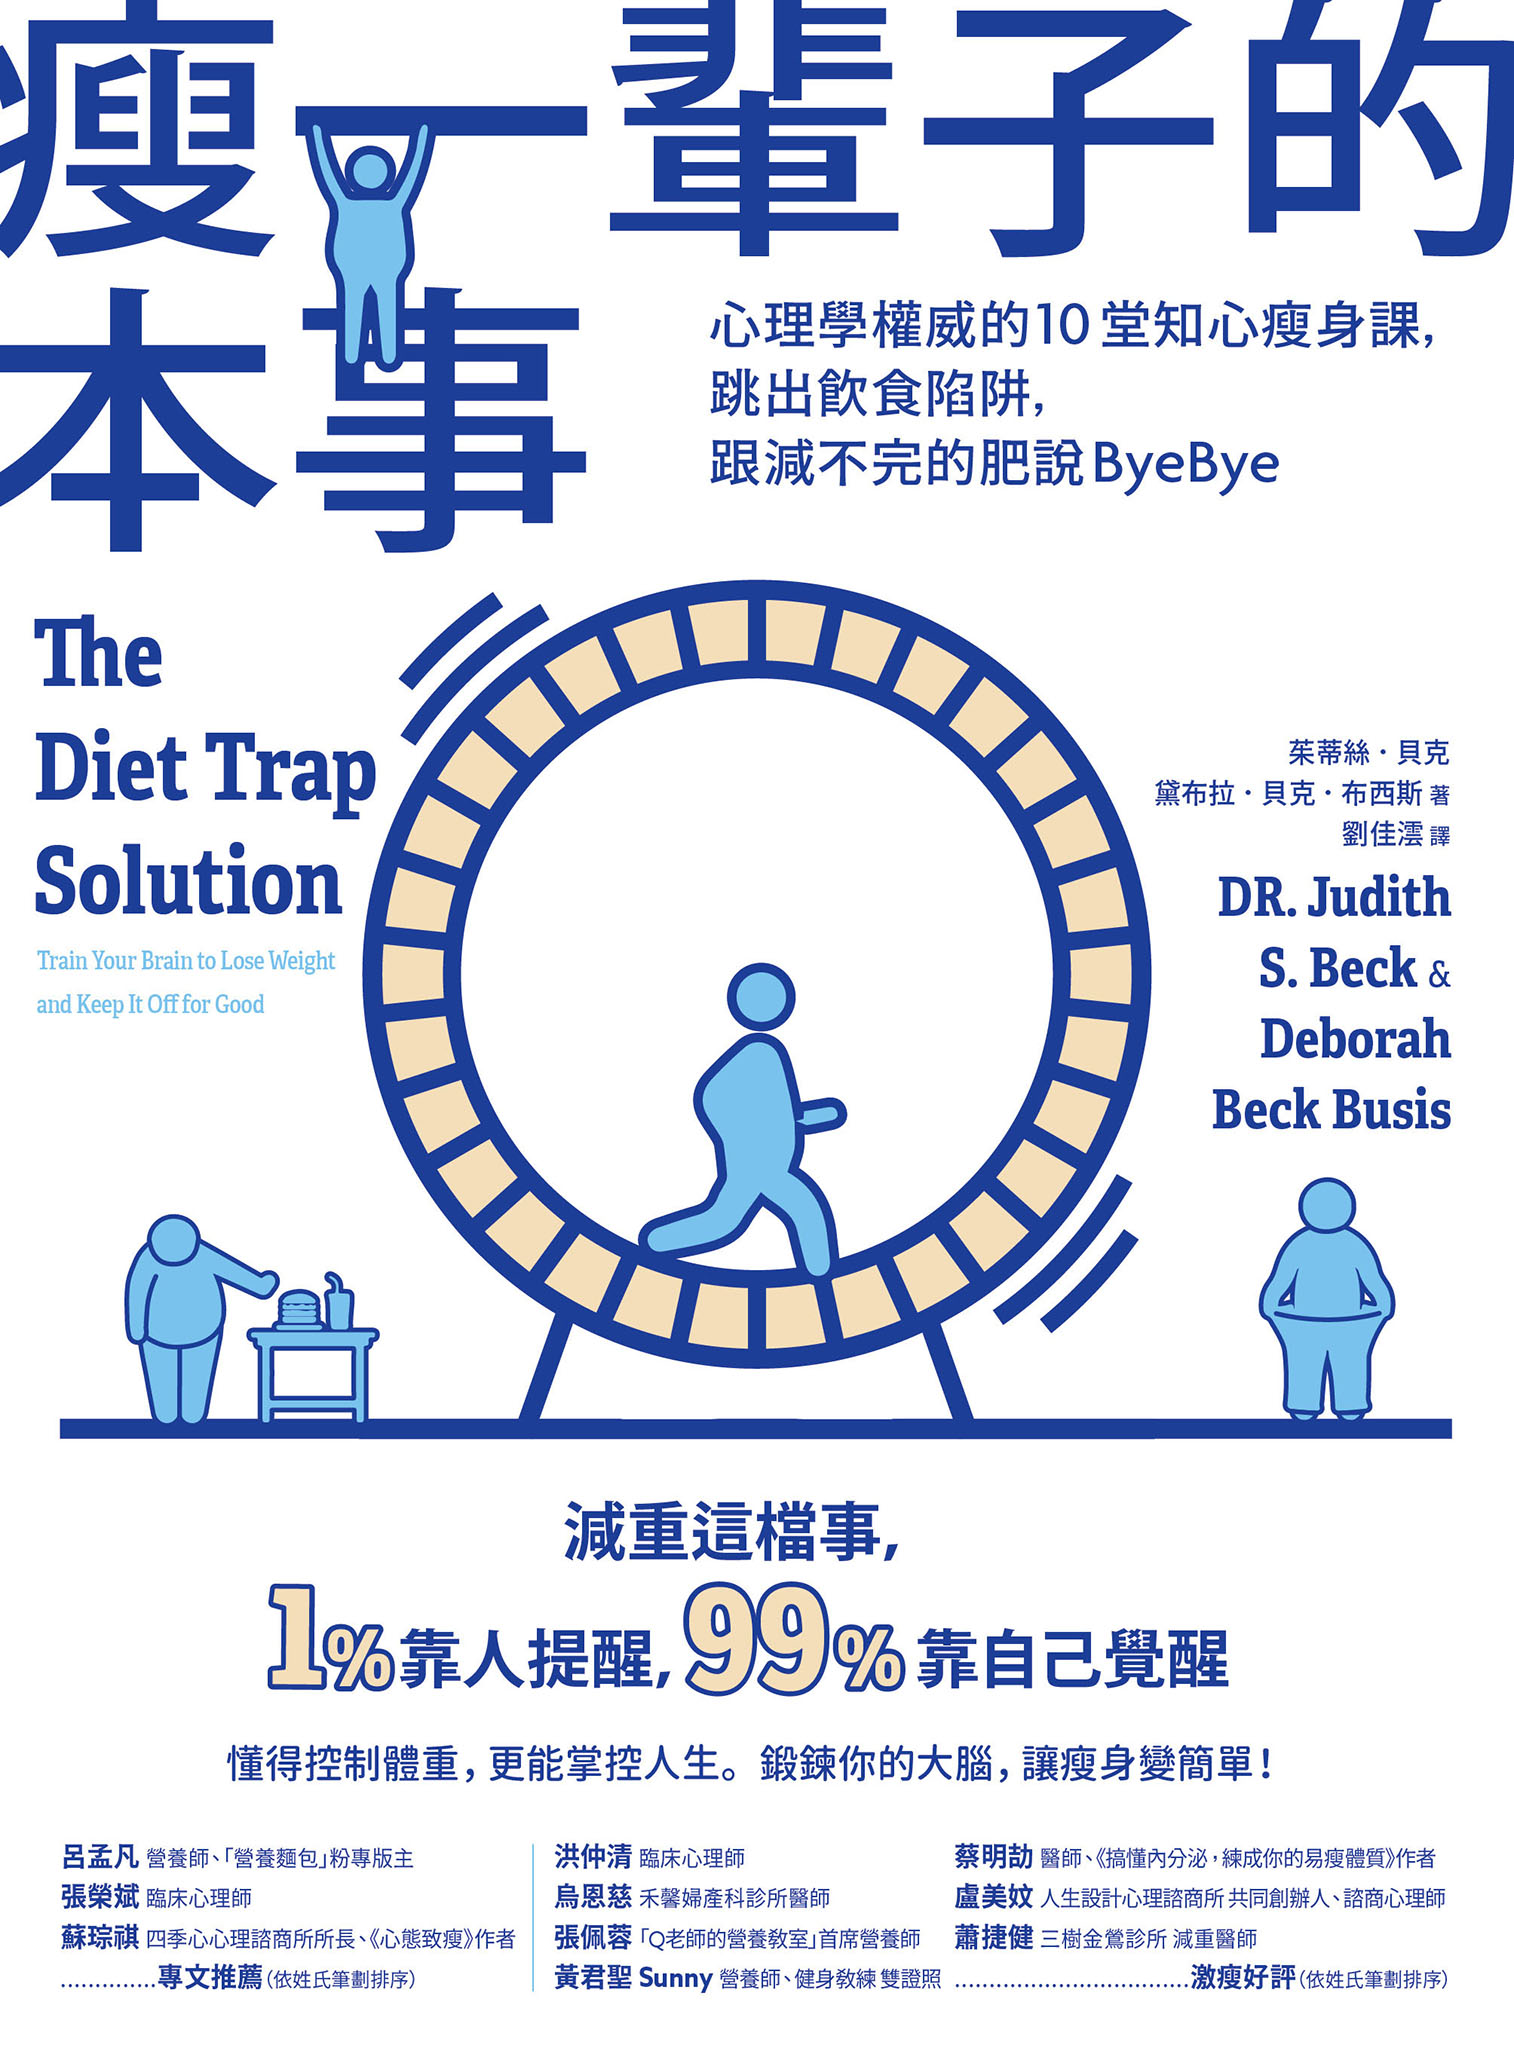 瘦一輩子的
本事
心理學權威的10堂知心瘦身課,
跳出飲食陷阱,
跟減不完的肥說ByeBye
The
Diet Trap
Solution
Train Your Brain to Lose Weight
and Keep It Off for Good
茱蒂絲・貝克
黛布拉・貝克・布西斯 著
劉佳澐 譯
DR. Judith
S. Beck &
Deborah
Beck Busis
減重這檔事,
1%靠人提醒,99%靠自己覺醒
懂得控制體重,更能掌控人生。鍛鍊你的大腦,讓瘦身變簡單!
呂孟凡 營養師、「營養麵包」粉專版主
張榮斌 臨床心理師
蘇琮祺 四季心心理諮商所所長、《心態致瘦》作者
..............專文推薦(依姓氏筆劃排序)
洪仲清 臨床心理師
烏恩慈 禾馨婦產科診所醫師
張佩蓉 「Q老師的營養教室」首席營養師
黃君聖 Sunny 營養師、健身教練 雙證照
蔡明劼 醫師、《搞懂內分泌,練成你的易瘦體質》作者
盧美妏 人生設計心理諮商所 共同創辦人、諮商心理師
蕭捷健 三樹金鶯診所 減重醫師
..................................激瘦好評(依姓氏筆劃排序)